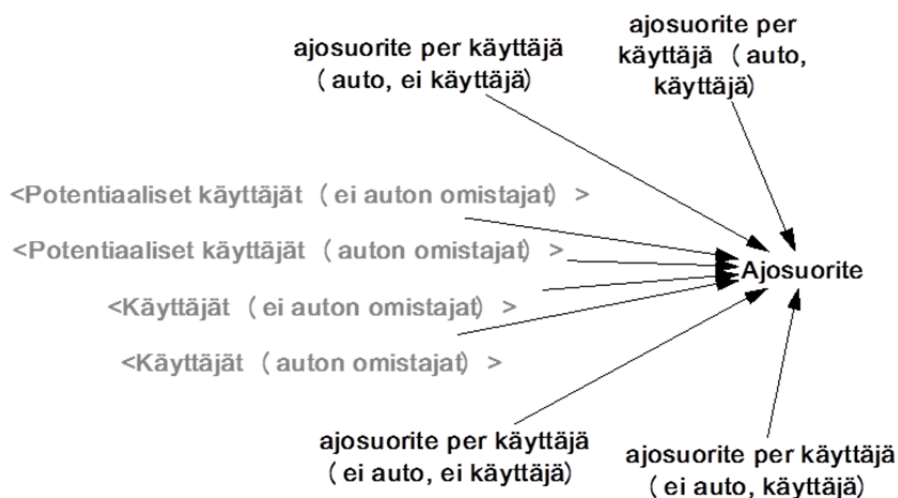 ajosuorite per käyttäjä
( auto, ei käyttäjä)
ajosuorite per
käyttäjä ( auto,
käyttäjä)
<Potentiaaliset käyttäjät ( ei auton omistajat) >
<Potentiaaliset käyttäjät ( auton omistajat) >
Ajosuorite
<Käyttäjät ( ei auton omistajat) >
<Käyttäjät ( auton omistajat) >
ajosuorite per käyttäjä
( ei auto, ei käyttäjä)
ajosuorite per käyttäjä
( ei auto, käyttäjä)